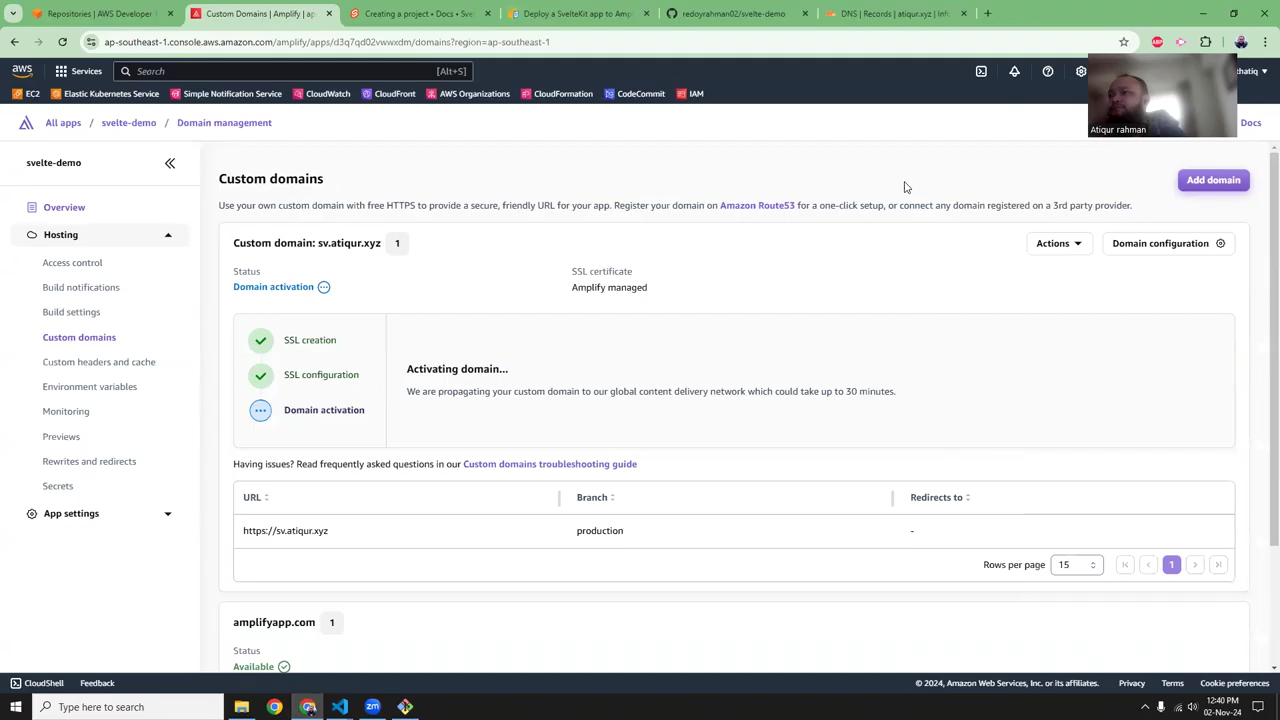 Repositories | AWS Developer T
Custom Domains | Amplify | ap
Creating a project • Docs • Svel
Deploy a SvelteKit app to Ampl
redoyrahman02/svelte-demo
DNS | Records | atiqur.xyz | Inf
ap-southeast-1.console.aws.amazon.com/amplify/apps/d3q7qd02vwwxdm/domains?region=ap-southeast-1
aws
Services
Search
[Alt+S]
EC2
Elastic Kubernetes Service
Simple Notification Service
CloudWatch
CloudFront
AWS Organizations
CloudFormation
CodeCommit
IAM
Atiqur rahman
All apps / svelte-demo / Domain management
Docs
svelte-demo
Overview
Hosting
Access control
Build notifications
Build settings
Custom domains
Custom headers and cache
Environment variables
Monitoring
Previews
Rewrites and redirects
Secrets
App settings
Custom domains
Add domain
Use your own custom domain with free HTTPS to provide a secure, friendly URL for your app. Register your domain on Amazon Route53 for a one-click setup, or connect any domain registered on a 3rd party provider.
Custom domain: sv.atiqur.xyz 1
Actions
Domain configuration
Status
Domain activation
SSL certificate
Amplify managed
SSL creation
SSL configuration
Domain activation
Activating domain...
We are propagating your custom domain to our global content delivery network which could take up to 30 minutes.
Having issues? Read frequently asked questions in our Custom domains troubleshooting guide
URL
Branch
Redirects to
https://sv.atiqur.xyz
production
-
Rows per page 15
1
amplifyapp.com 1
Status
Available
CloudShell
Feedback
© 2024, Amazon Web Services, Inc. or its affiliates.
Privacy
Terms
Cookie preferences
Type here to search
12:40 PM
02-Nov-24